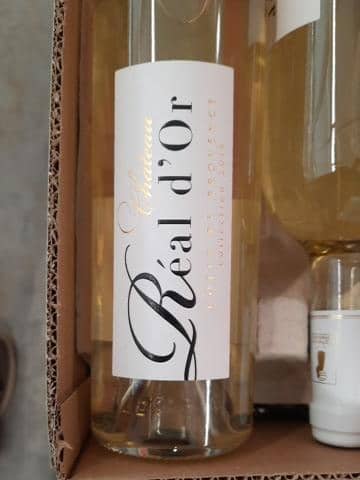 Château
Réal d'Or
CÔTES DE PROVENCE